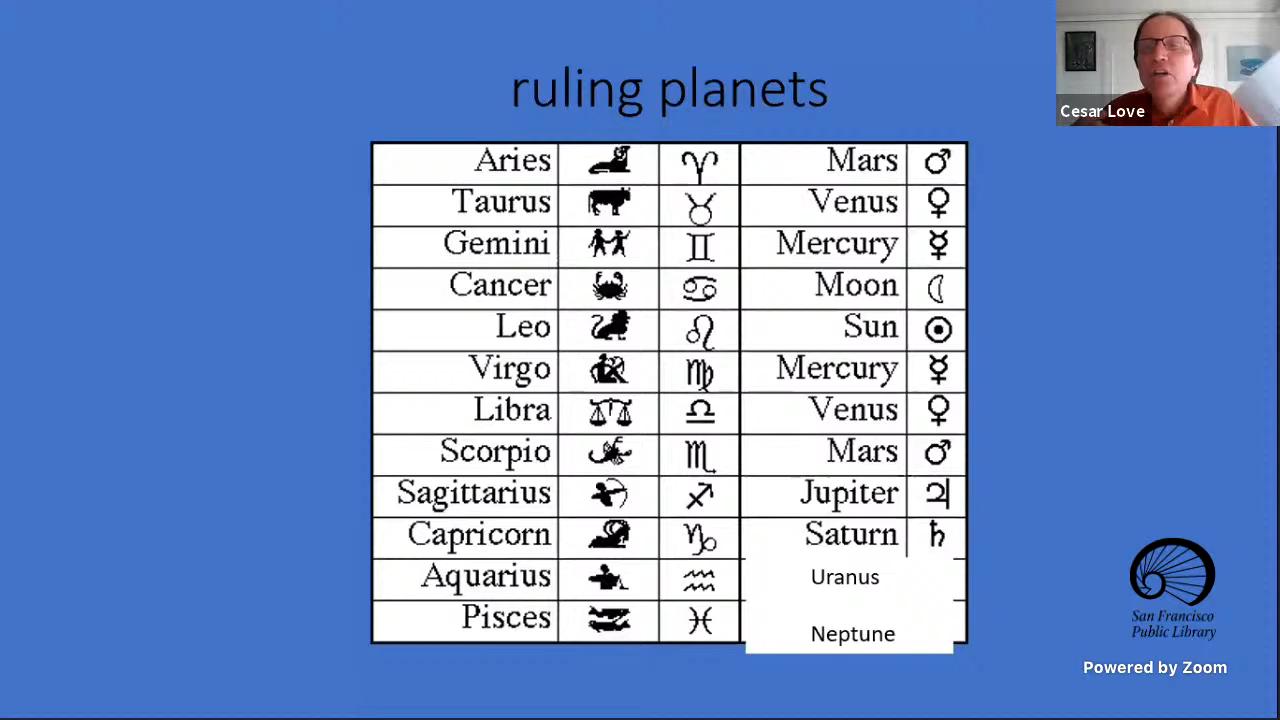 ruling planets
Cesar Love
Aries ♈ Mars ♂
Taurus ♉ Venus ♀
Gemini ♊ Mercury ☿
Cancer ♋ Moon ☾
Leo ♌ Sun ☉
Virgo ♍ Mercury ☿
Libra ♎ Venus ♀
Scorpio ♏ Mars ♂
Sagittarius ♐ Jupiter ♃
Capricorn ♑ Saturn ♄
Aquarius ♒ Uranus
Pisces ♓ Neptune
San Francisco
Public Library
Powered by Zoom